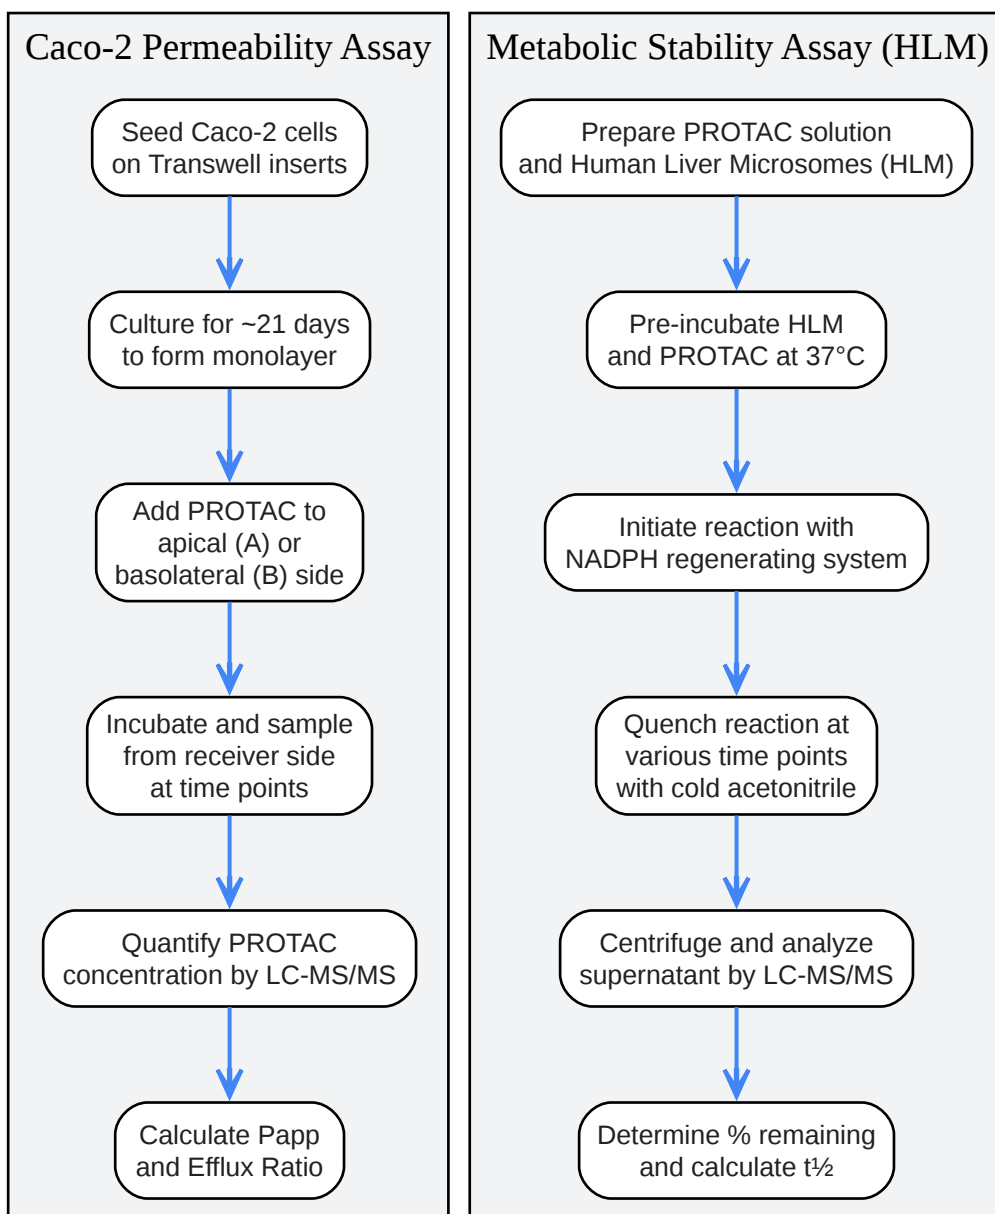 Caco-2 Permeability Assay
Seed Caco-2 cells
on Transwell inserts
Culture for ~21 days
to form monolayer
Add PROTAC to
apical (A) or
basolateral (B) side
Incubate and sample
from receiver side
at time points
Quantify PROTAC
concentration by LC-MS/MS
Calculate Papp
and Efflux Ratio
Metabolic Stability Assay (HLM)
Prepare PROTAC solution
and Human Liver Microsomes (HLM)
Pre-incubate HLM
and PROTAC at 37°C
Initiate reaction with
NADPH regenerating system
Quench reaction at
various time points
with cold acetonitrile
Centrifuge and analyze
supernatant by LC-MS/MS
Determine % remaining
and calculate t½